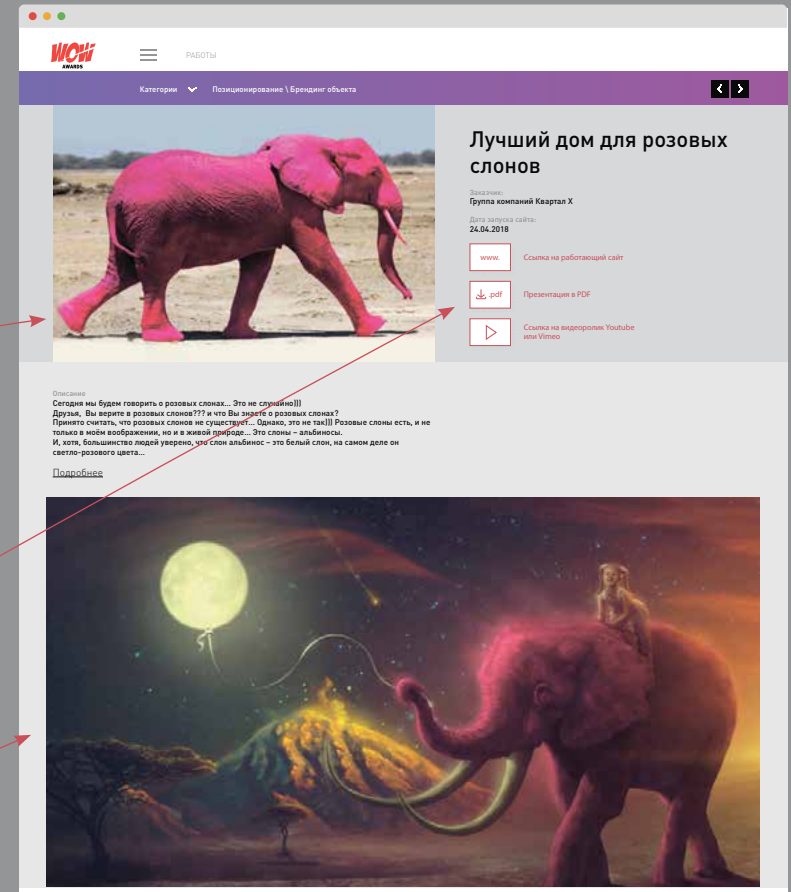 WOW
AWARDS
РАБОТЫ
Категории
Позиционирование \ Брендинг объекта
Лучший дом для розовых
слонов
Заказчик:
Группа компаний Квартал Х
Дата запуска сайта:
24.04.2018
www.
Ссылка на работающий сайт
.pdf
Презентация в PDF
Ссылка на видеоролик Youtube
или Vimeo
Описание
Сегодня мы будем говорить о розовых слонах... Это не случайно)))
Друзья, Вы верите в розовых слонов??? и что Вы знаете о розовых слонах?
Принято считать, что розовых слонов не существует... Однако, это не так))) Розовые слоны есть, и не
только в моём воображении, но и в живой природе... Это слоны – альбиносы.
И, хотя, большинство людей уверено, что слон альбинос – это белый слон, на самом деле он
светло-розового цвета...
Подробнее